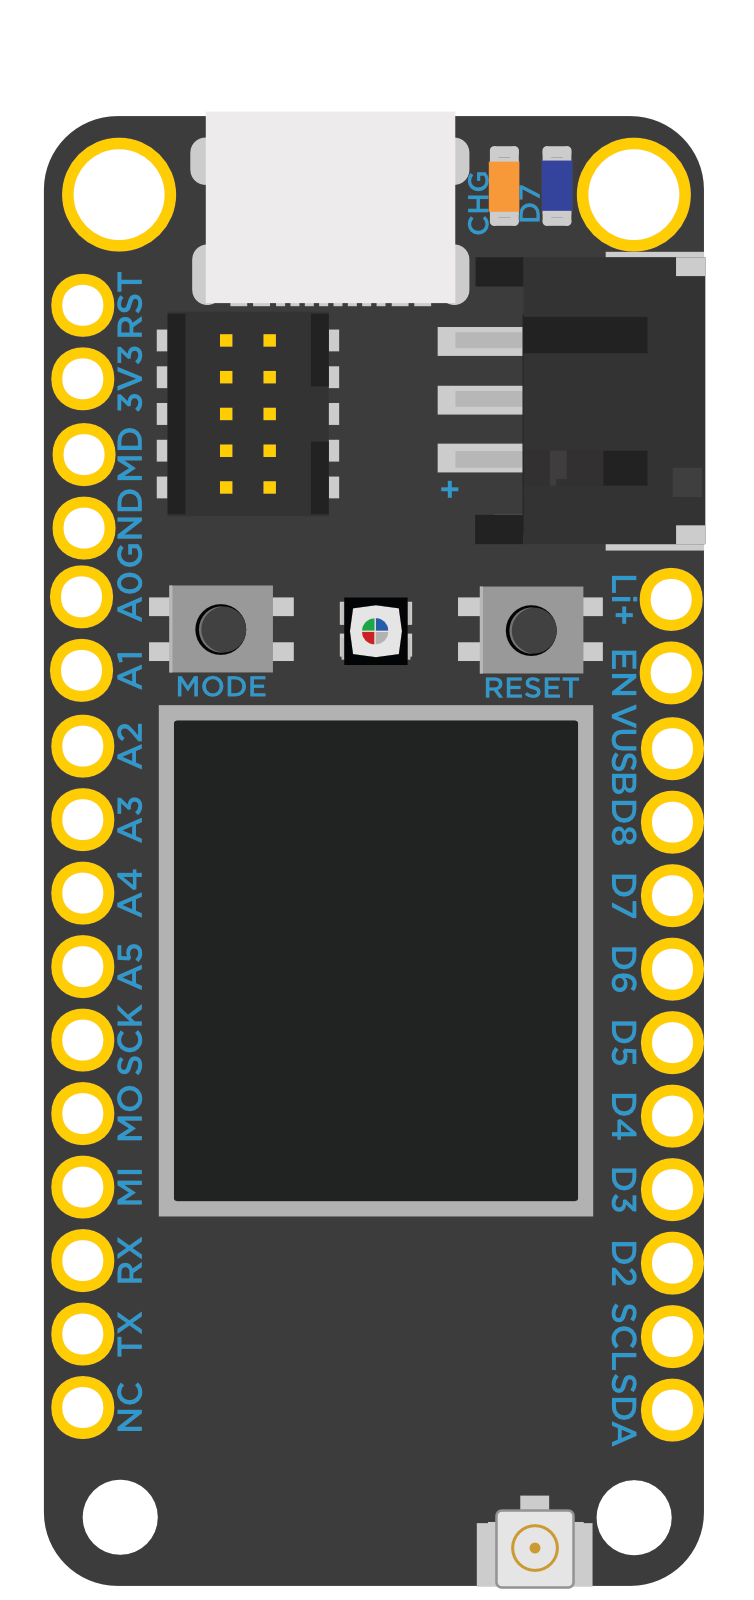 CHG
D7
RST
3V3
MD
GND
A0
A1
A2
A3
A4
A5
SCK
MO
MI
RX
TX
NC
+
MODE
RESET
Li+
EN
VUSB
D8
D7
D6
D5
D4
D3
D2
SCL
SDA